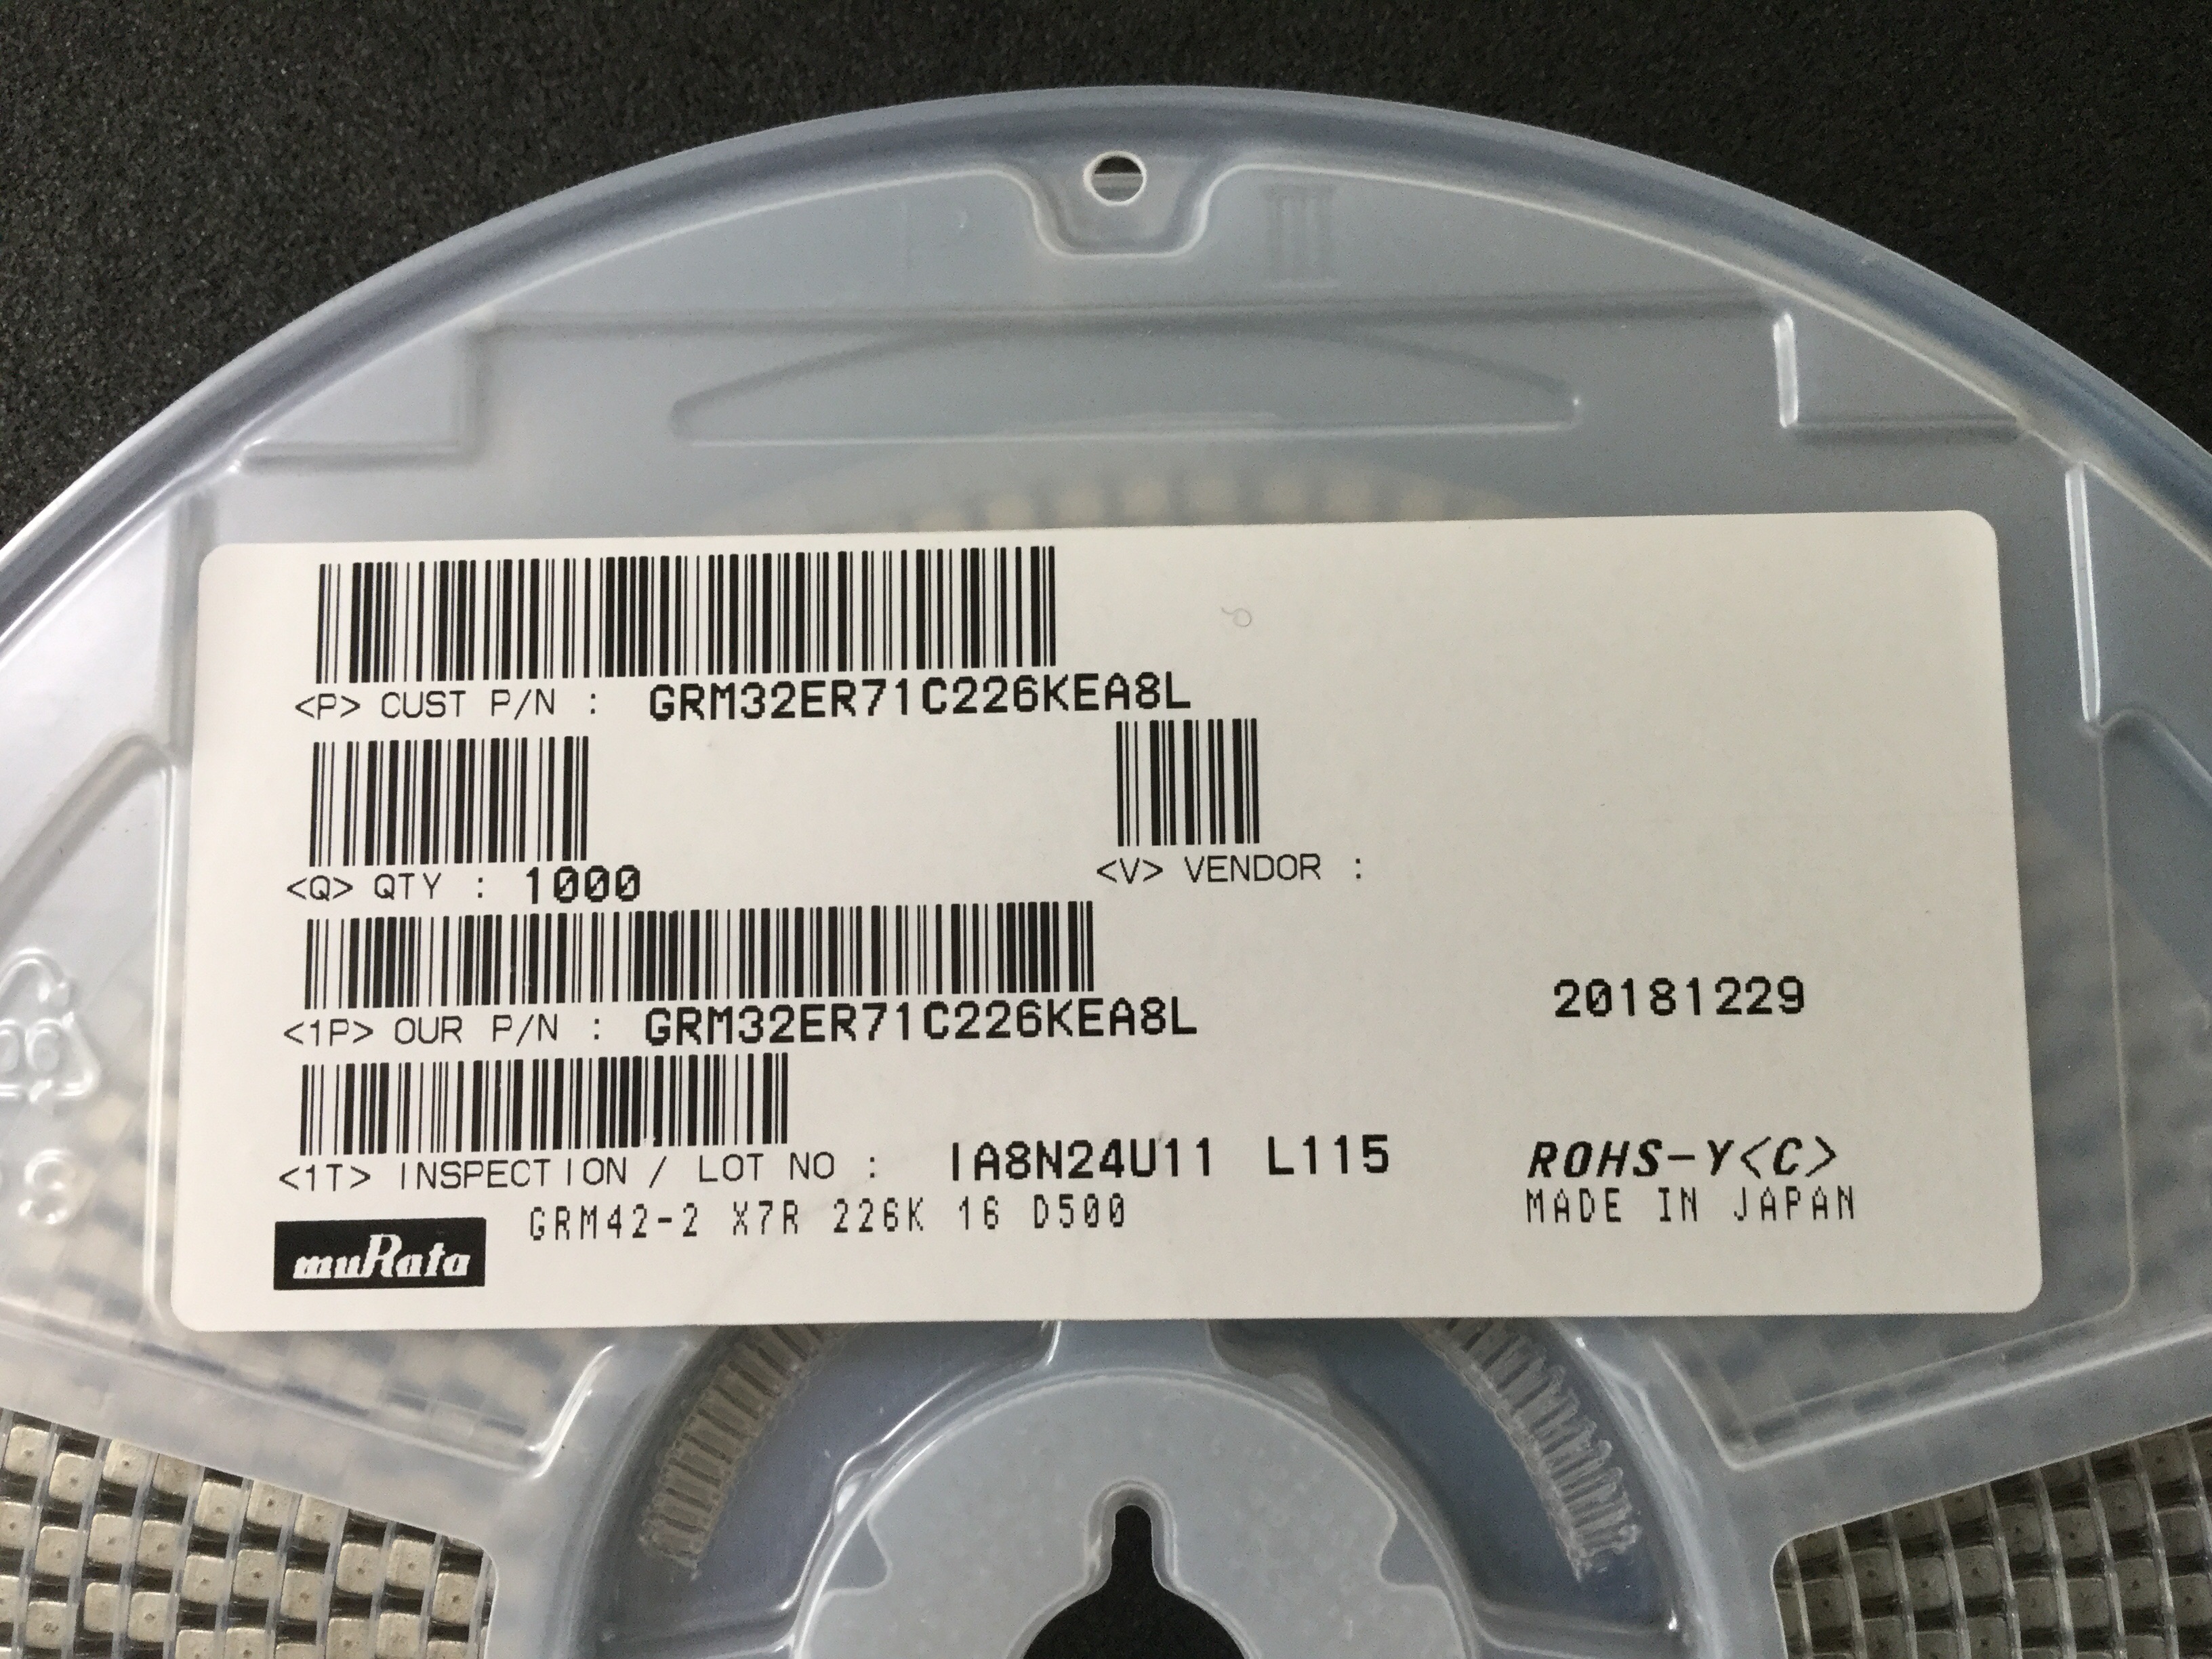 III
<P> CUST P/N : GRM32ER71C226KEA8L
<Q> QTY : 1000
<V> VENDOR :
<1P> OUR P/N : GRM32ER71C226KEA8L
20181229
<1T> INSPECTION / LOT NO : IA8N24U11 L115
ROHS-Y<C>
GRM42-2 X7R 226K 16 D500
MADE IN JAPAN
muRata